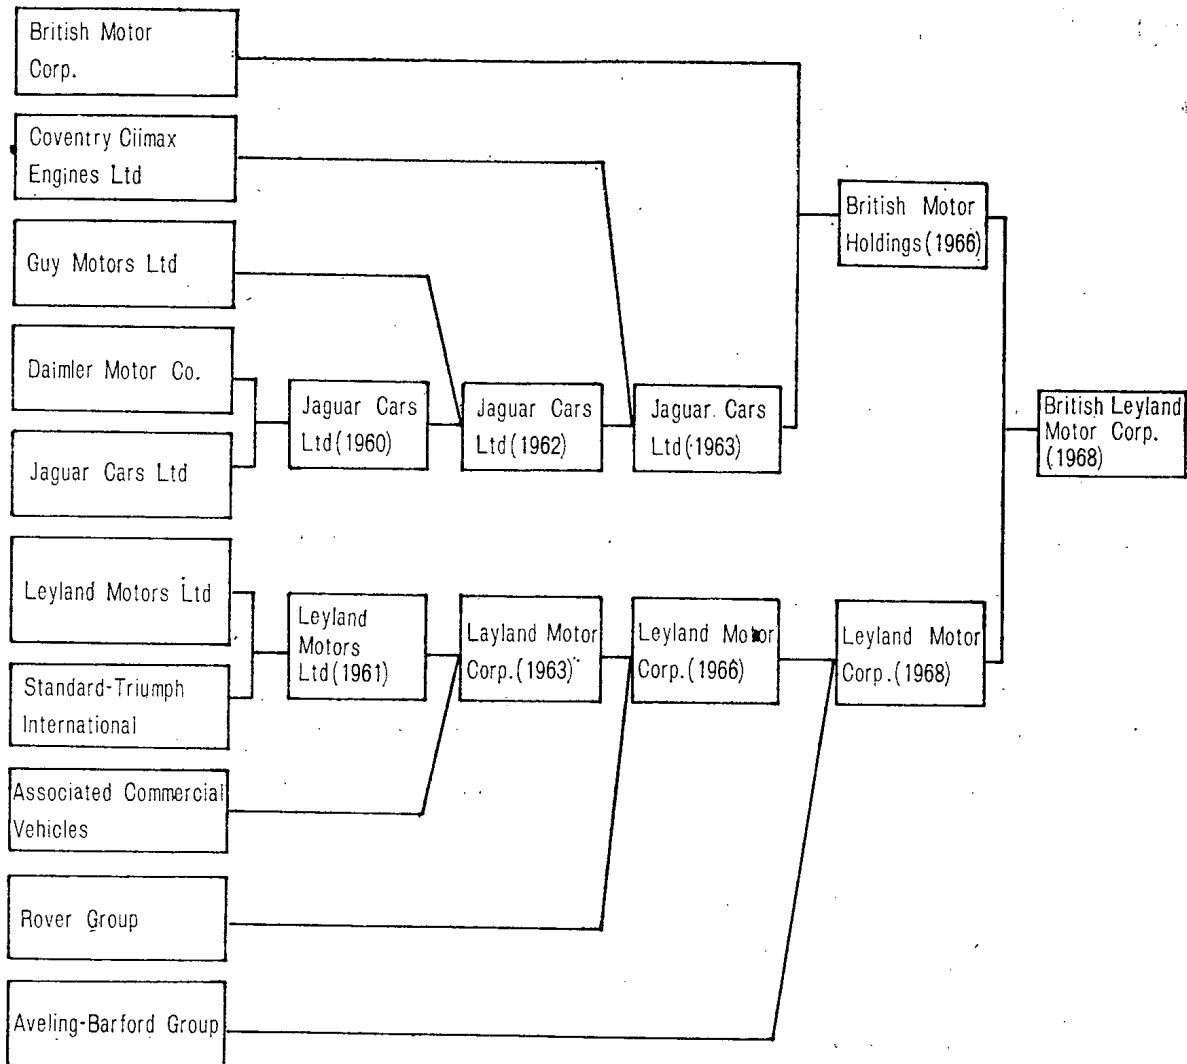 British Motor
Corp.
Coventry Ciimax
Engines Ltd
Guy Motors Ltd
Daimler Motor Co.
Jaguar Cars Ltd
Leyland Motors Ltd
Standard-Triumph
International
Associated Commercial
Vehicles
Rover Group
Aveling-Barford Group
Jaguar Cars
Ltd (1960)
Jaguar Cars
Ltd (1962)
Jaguar Cars
Ltd (1963)
Leyland
Motors
Ltd (1961)
Layland Motor
Corp. (1963)
Leyland Motor
Corp. (1966)
Leyland Motor
Corp. (1968)
British Motor
Holdings (1966)
British Leyland
Motor Corp.
(1968)